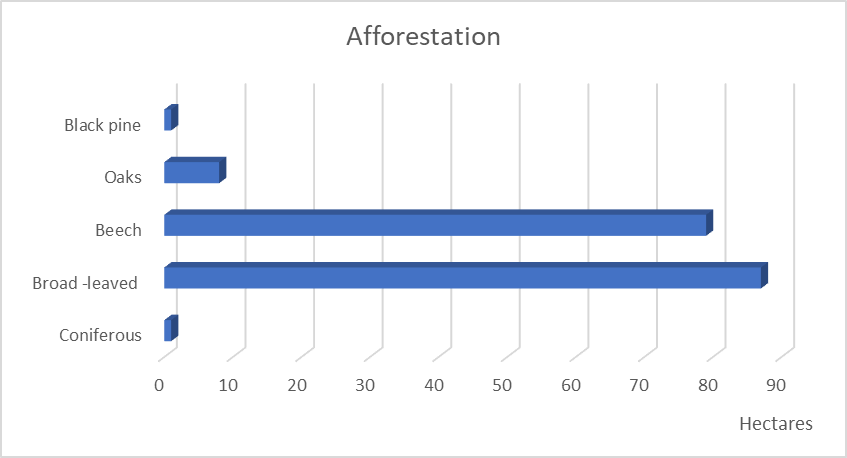 Afforestation
Black pine
Oaks
Beech
Broad -leaved
Coniferous
0 10 20 30 40 50 60 70 80 90
Hectares